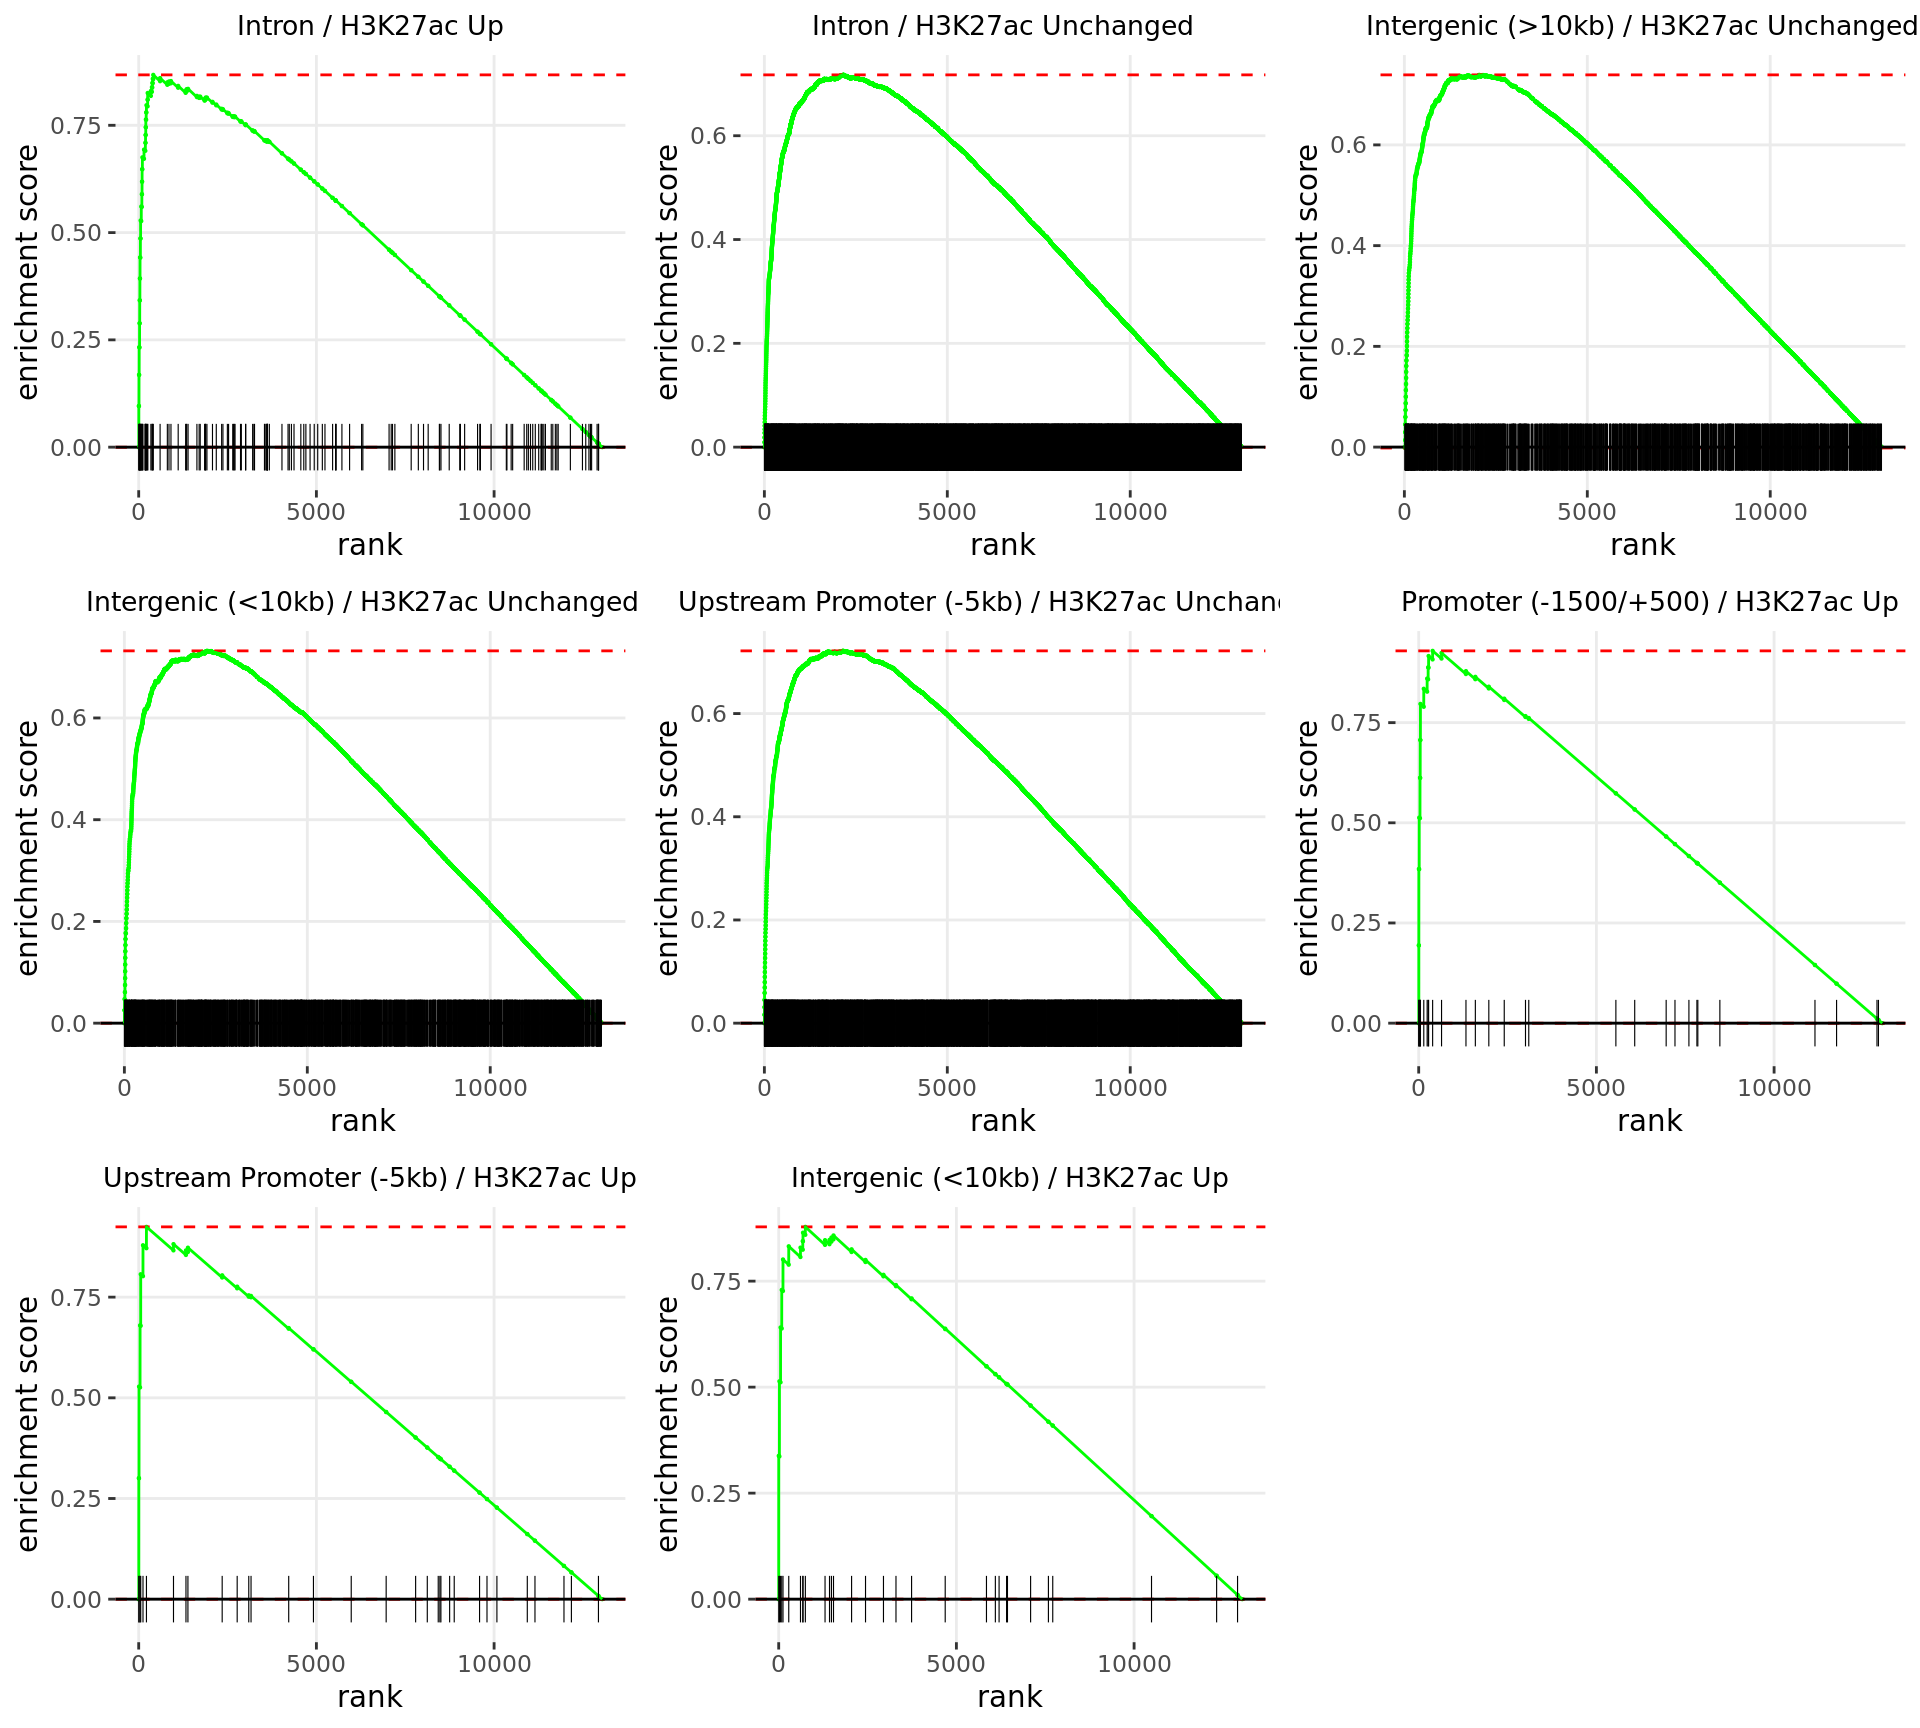 Intron / H3K27ac Up
enrichment score
0.75
0.50
0.25
0.00
0 5000 10000
rank
Intron / H3K27ac Unchanged
enrichment score
0.6
0.4
0.2
0.0
0 5000 10000
rank
Intergenic (>10kb) / H3K27ac Unchanged
enrichment score
0.6
0.4
0.2
0.0
0 5000 10000
rank
Intergenic (<10kb) / H3K27ac Unchanged
enrichment score
0.6
0.4
0.2
0.0
0 5000 10000
rank
Upstream Promoter (-5kb) / H3K27ac Unchan
enrichment score
0.6
0.4
0.2
0.0
0 5000 10000
rank
Promoter (-1500/+500) / H3K27ac Up
enrichment score
0.75
0.50
0.25
0.00
0 5000 10000
rank
Upstream Promoter (-5kb) / H3K27ac Up
enrichment score
0.75
0.50
0.25
0.00
0 5000 10000
rank
Intergenic (<10kb) / H3K27ac Up
enrichment score
0.75
0.50
0.25
0.00
0 5000 10000
rank